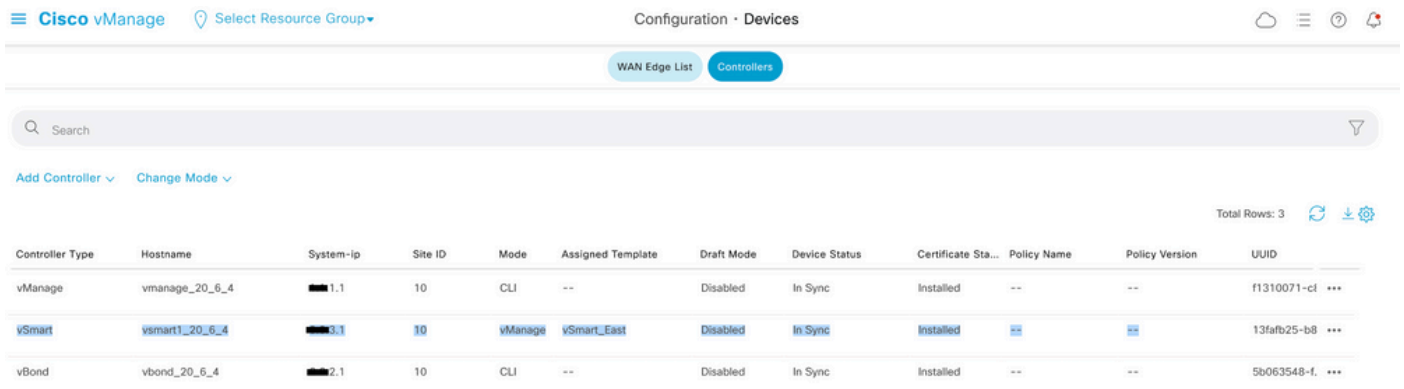 Cisco vManage Select Resource Group Configuration · Devices
WAN Edge List Controllers
Search
Add Controller Change Mode
Total Rows: 3
Controller Type Hostname System-ip Site ID Mode Assigned Template Draft Mode Device Status Certificate Sta... Policy Name Policy Version UUID
vManage vmanage_20_6_4 1.1 10 CLI -- Disabled In Sync Installed -- -- f1310071-c8 •••
vSmart vsmart1_20_6_4 3.1 10 vManage vSmart_East Disabled In Sync Installed -- -- 13fafb25-b8 •••
vBond vbond_20_6_4 2.1 10 CLI -- Disabled In Sync Installed -- -- 5b063548-f. •••